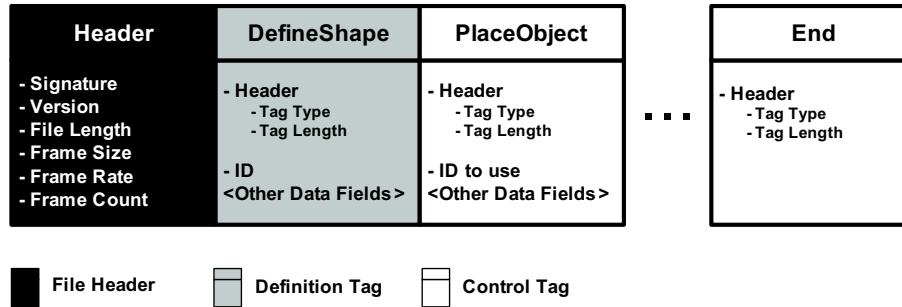 Header
- Signature
- Version
- File Length
- Frame Size
- Frame Rate
- Frame Count
DefineShape
- Header
- Tag Type
- Tag Length
- ID
<Other Data Fields>
PlaceObject
- Header
- Tag Type
- Tag Length
- ID to use
<Other Data Fields>
...
End
- Header
- Tag Type
- Tag Length
File Header
Definition Tag
Control Tag